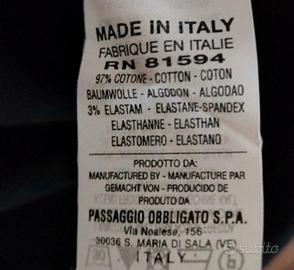 MADE IN ITALY
FABRIQUE EN ITALIE
RN 81594
97% COTONE - COTTON - COTON
BAUMWOLLE - ALGODON - ALGODAO
3% ELASTAM - ELASTANE-SPANDEX
ELASTHANNE - ELASTHAN
ELASTOMERO - ELASTANO
PRODOTTO DA:
MANUFACTURED BY - MANUFACTURE PAR
GEMACHT VON - PRODUCIDO DE
PRODUTO DA
PASSAGGIO OBBLIGATO S.P.A.
Via Noalese, 156
30036 S. MARIA DI SALA (VE)
ITALY
30
subito